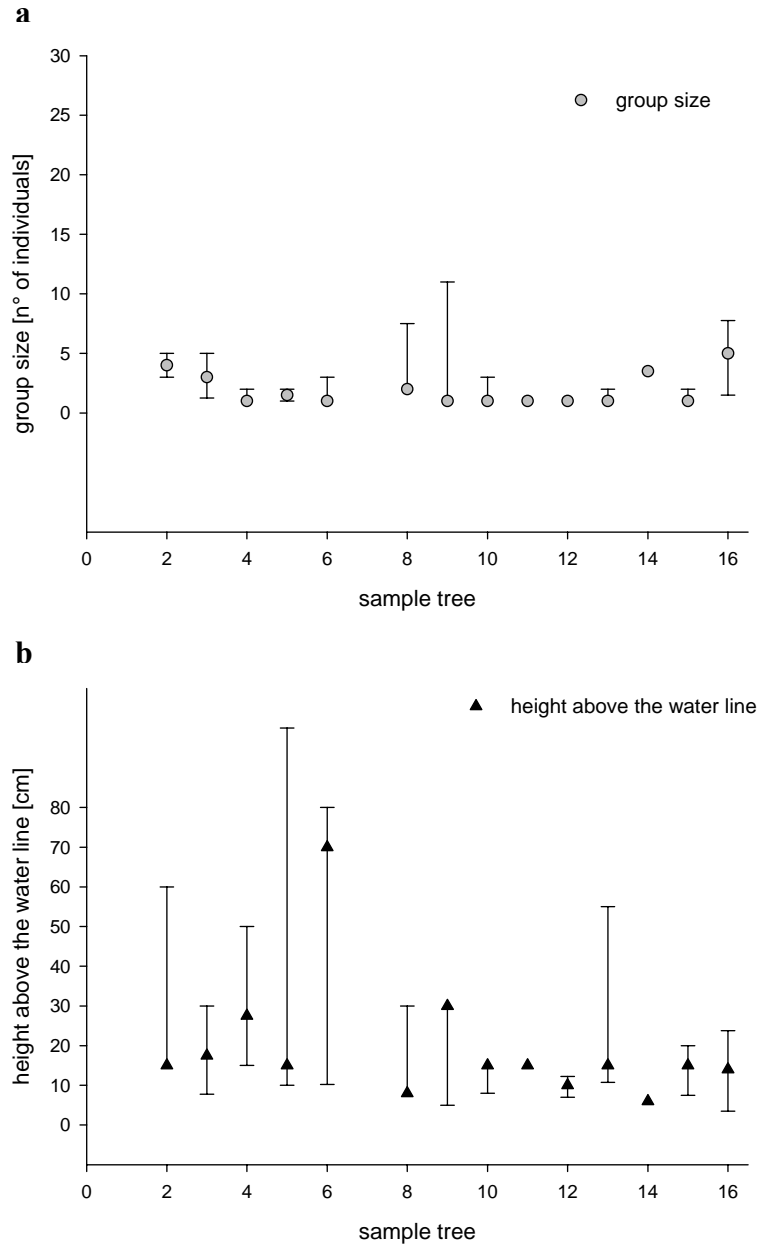 a
30
25
20
15
10
5
0
group size [n° of individuals]
group size
0 2 4 6 8 10 12 14 16
sample tree
b
80
70
60
50
40
30
20
10
0
height above the water line [cm]
height above the water line
0 2 4 6 8 10 12 14 16
sample tree